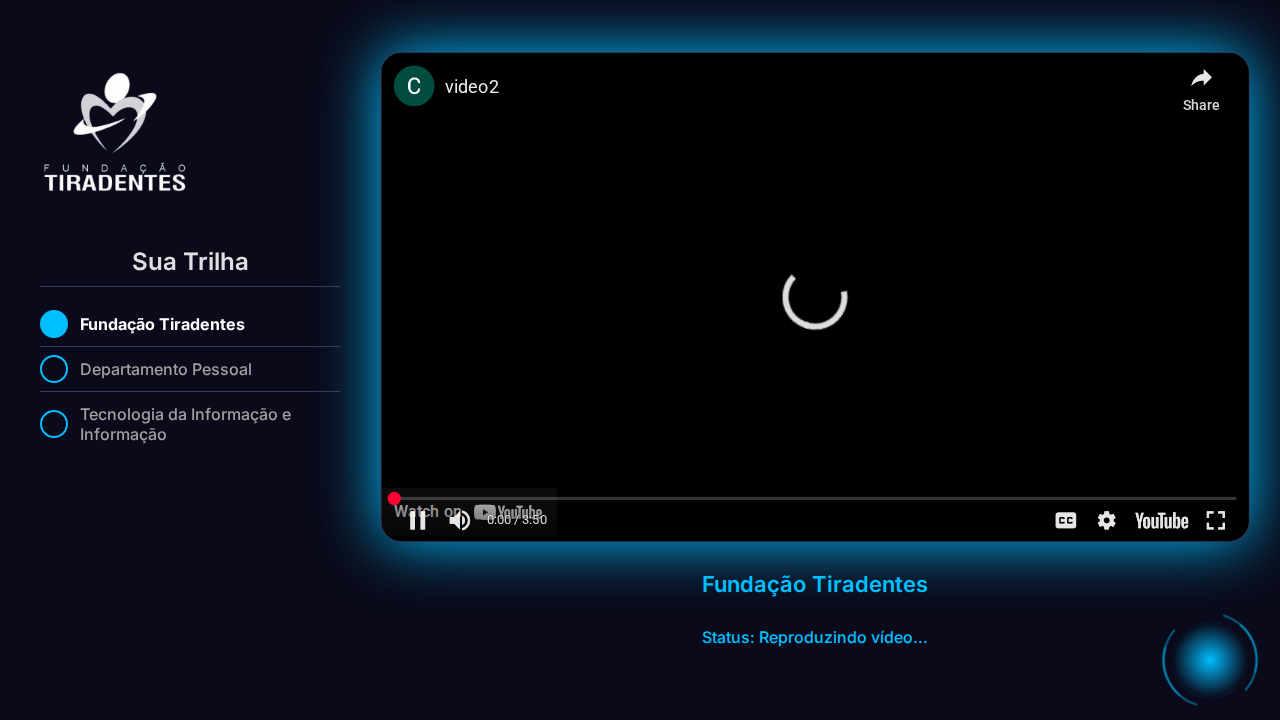 FUNDAÇÃO
TIRADENTES
Sua Trilha
Fundação Tiradentes
Departamento Pessoal
Tecnologia da Informação e
Informação
C
video2
Share
Watch on YouTube
0:00 / 3:50
CC
YouTube
Fundação Tiradentes
Status: Reproduzindo vídeo...